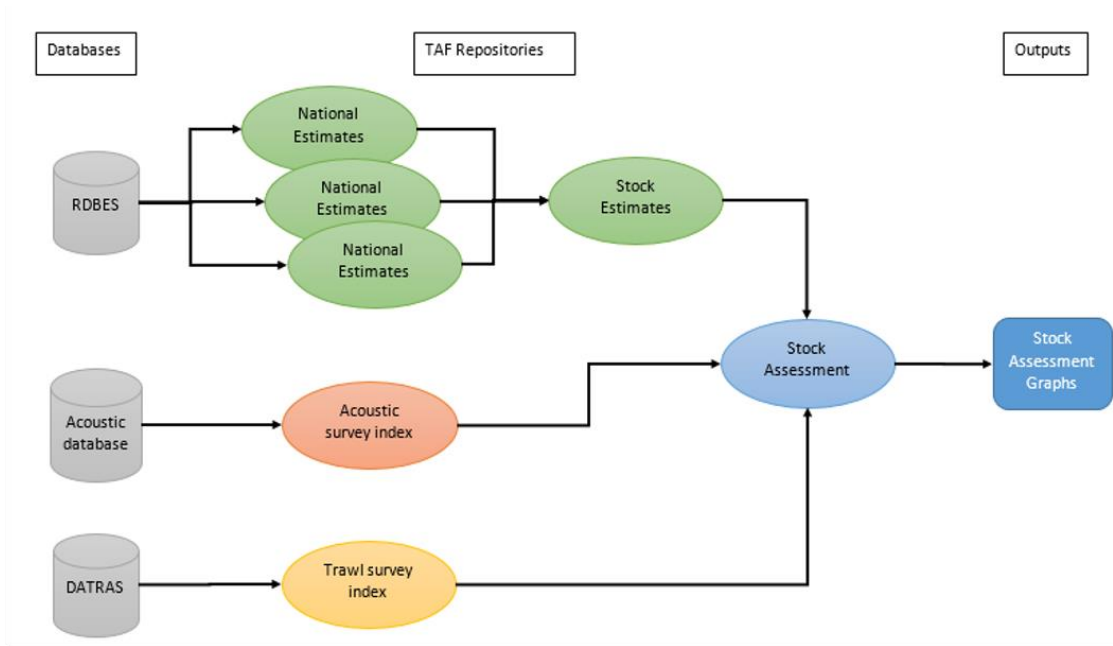 Databases
TAF Repositories
Outputs
National
Estimates
RDBES
National
Estimates
Stock
Estimates
National
Estimates
Stock
Assessment
Stock
Assessment
Graphs
Acoustic
database
Acoustic
survey index
DATRAS
Trawl survey
index